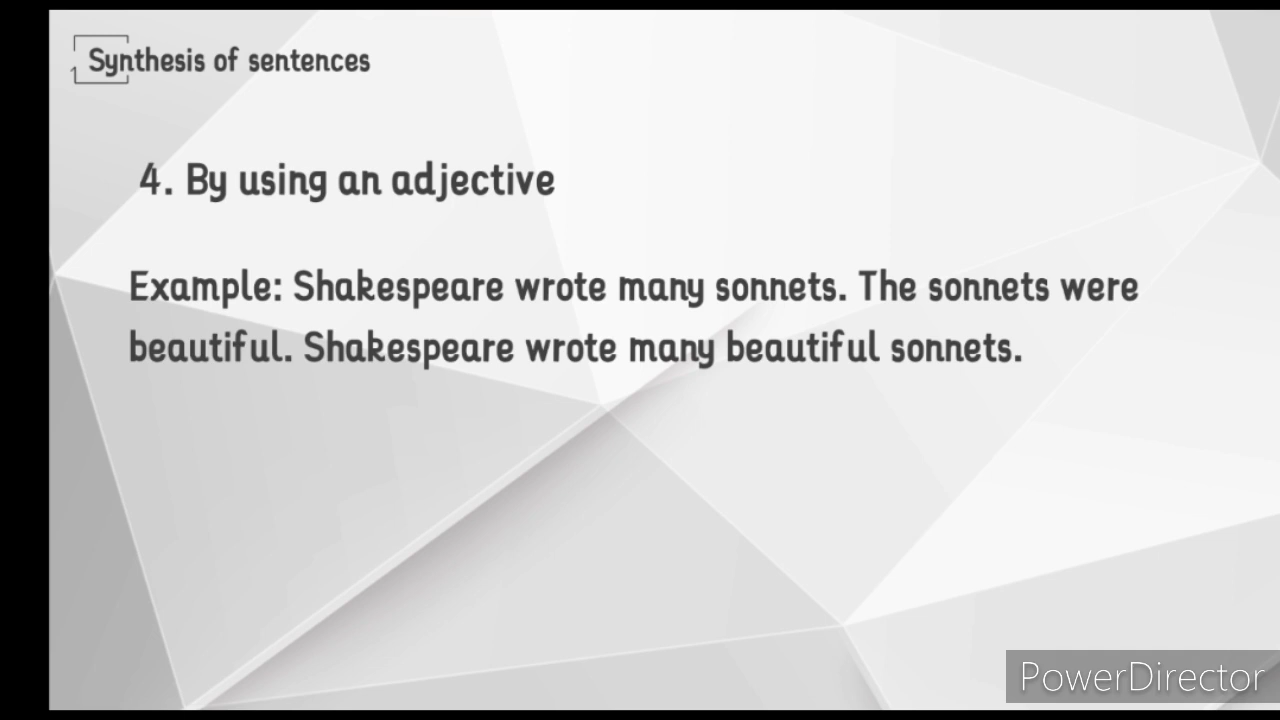 Synthesis of sentences
4. By using an adjective
Example: Shakespeare wrote many sonnets. The sonnets were
beautiful. Shakespeare wrote many beautiful sonnets.
PowerDirector